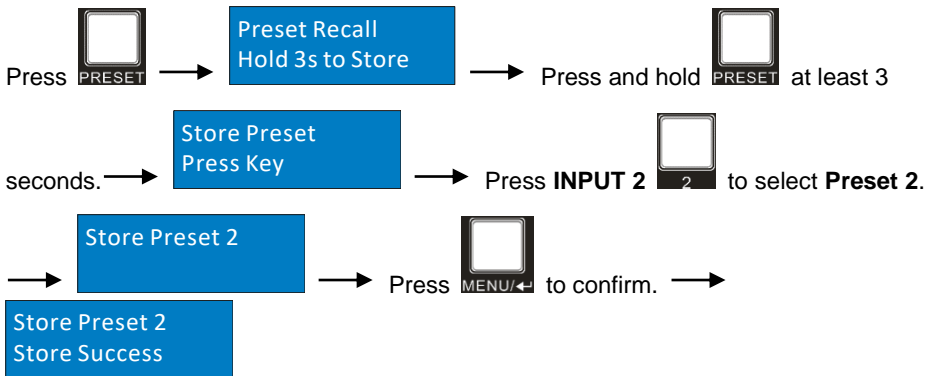 Preset Recall
Hold 3s to Store
Press PRESET Press and hold PRESET at least 3
Store Preset
Press Key
seconds. Press INPUT 2 2 to select Preset 2.
Store Preset 2
Press MENU/↵ to confirm.
Store Preset 2
Store Success